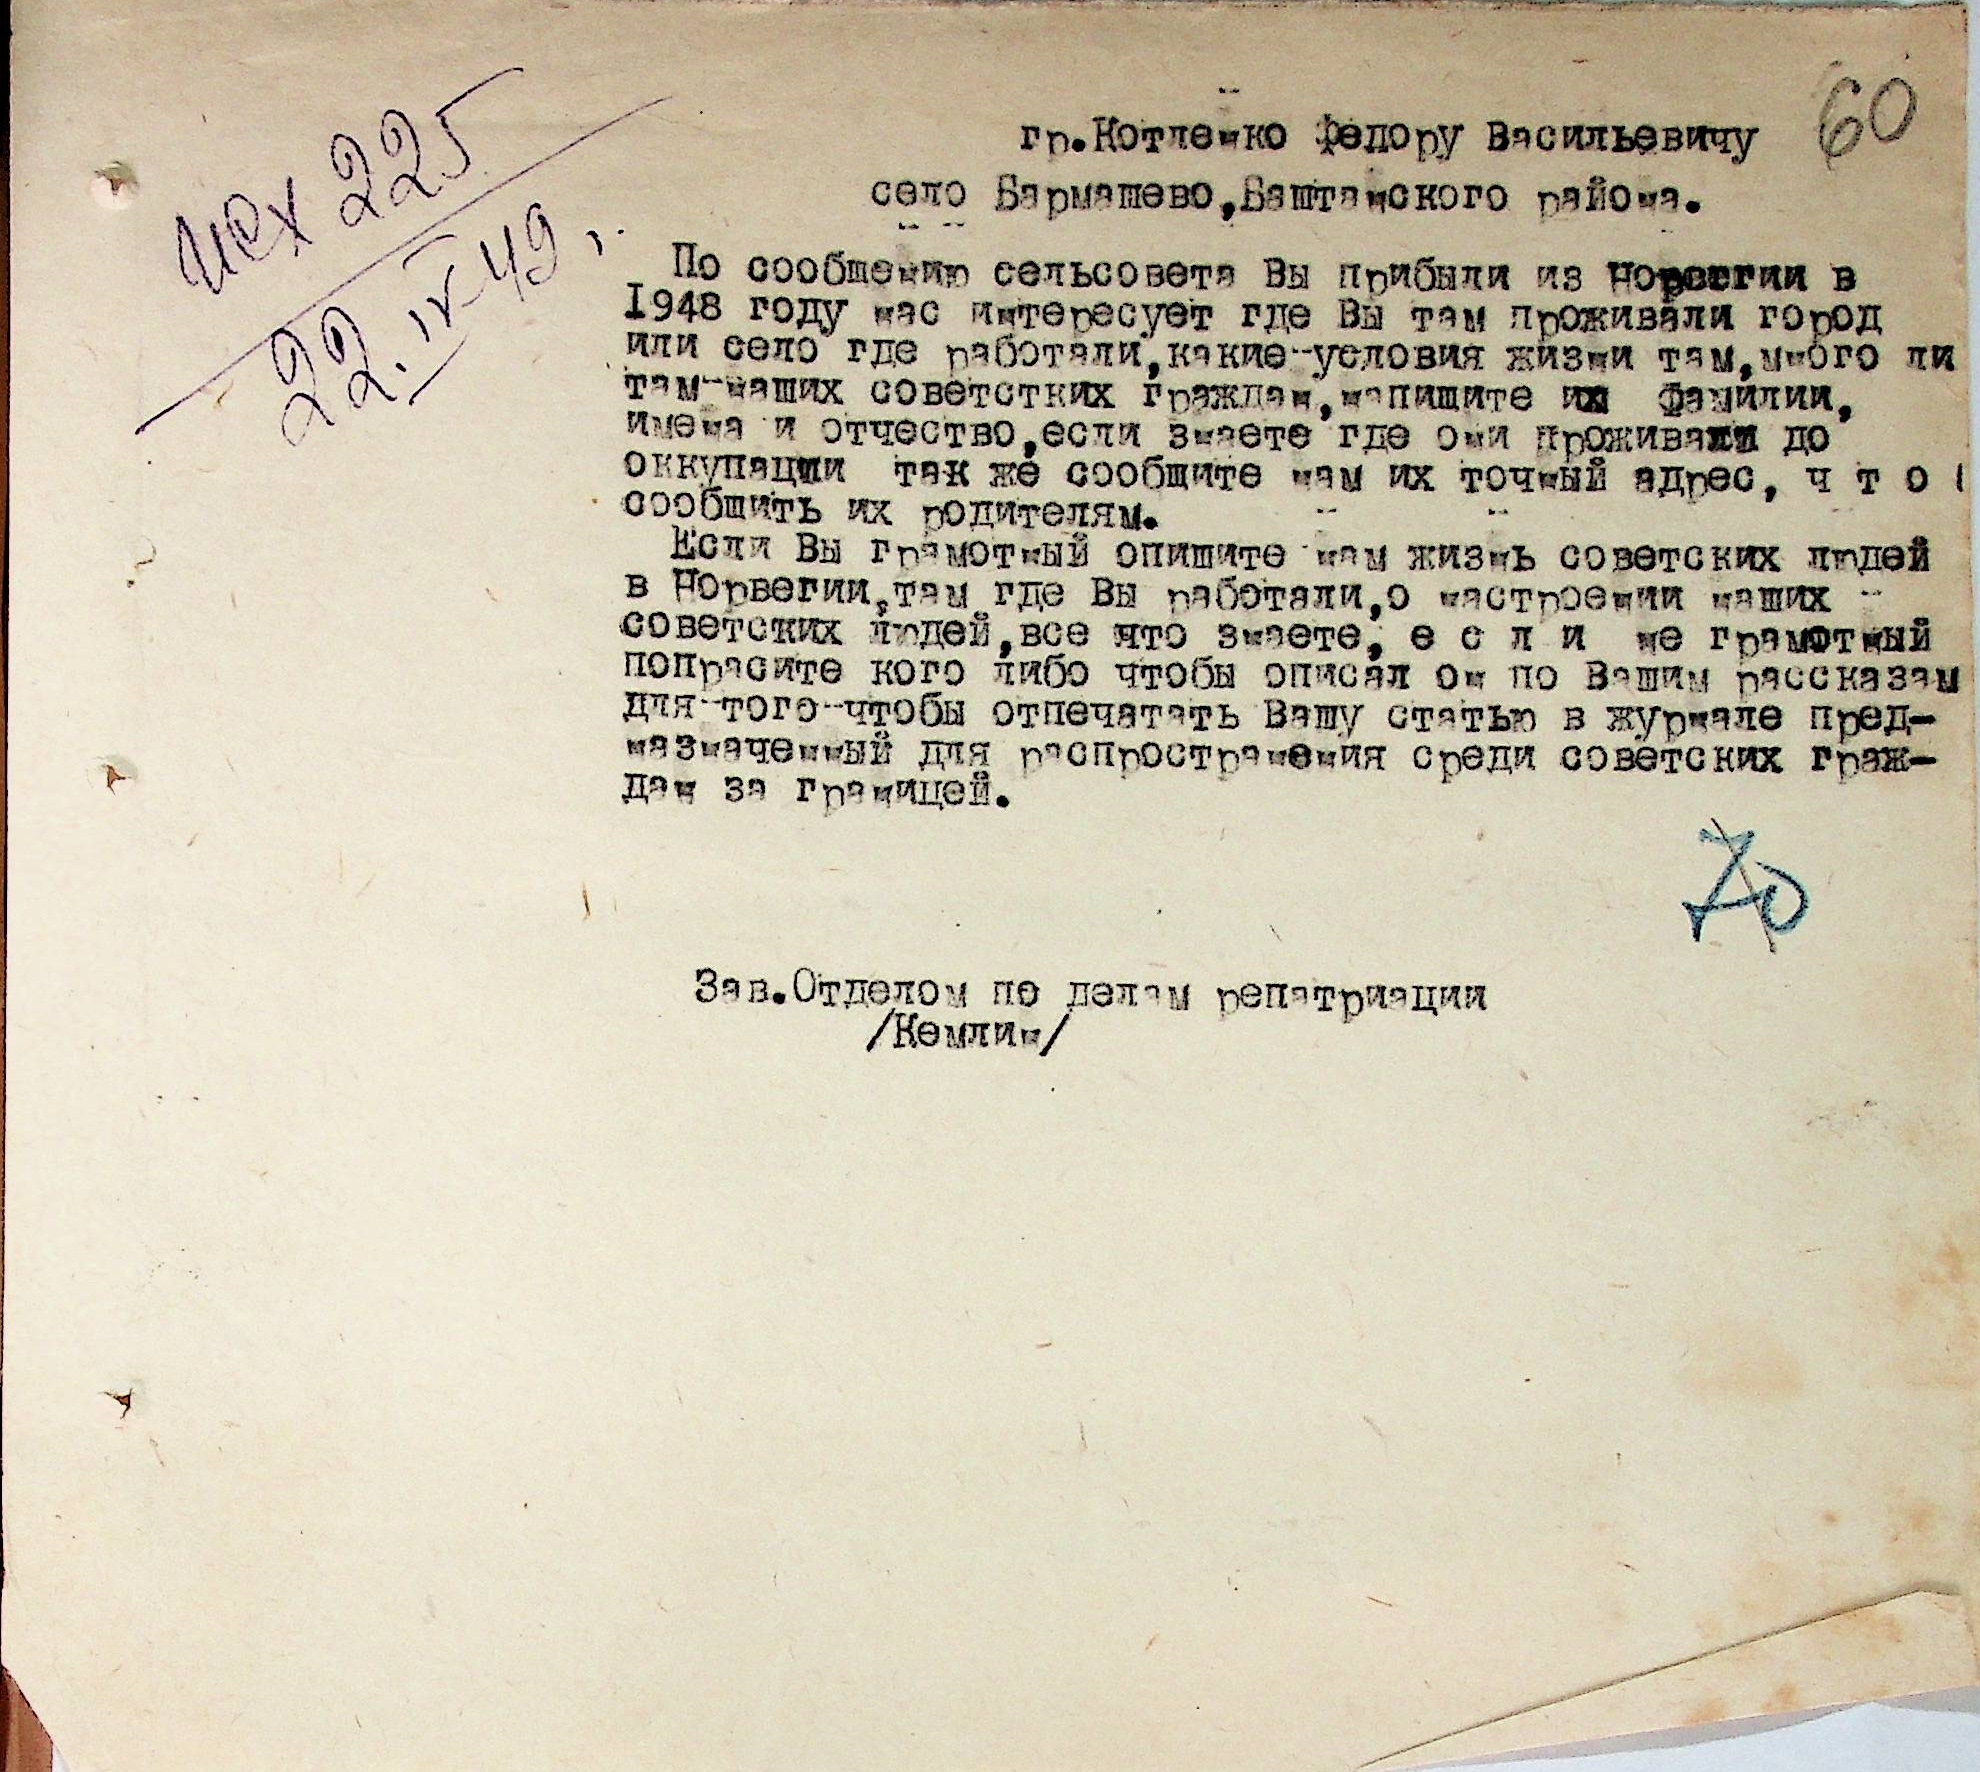 исх 225
22.IV-49г.
60
гр.Котленко Федору Васильевичу
село Бармашево,Баштанского района.
По сообщению сельсовета Вы прибыли из Норвегии в
1948 году нас интересует где Вы там проживали город
или село где работали,какие условия жизни там,много ли
там наших советстких граждан,напишите их фамилии,
имена и отчество,если знаете где они проживали до
оккупации так же сообщите нам их точный адрес, ч т о
сообщить их родителям.
Если Вы грамотный опишите нам жизнь советских людей
в Норвегии,там где Вы работали,о настроении наших
советских людей,все что знаете, е с л и не грамотный
попрасите кого либо чтобы описал он по Вашим рассказам
для того чтобы отпечатать Вашу статью в журнале пред-
назначенный для распространения среди советских граж-
дан за границей.
70
Зав.Отделом по делам репатриации
/Кемлин/